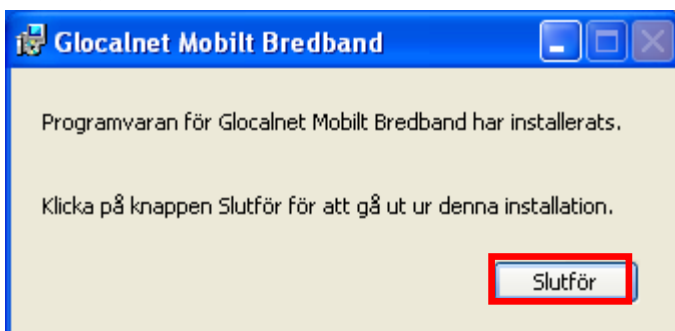 Glocalnet Mobilt Bredband
Programvaran för Glocalnet Mobilt Bredband har installerats.
Klicka på knappen Slutför för att gå ut ur denna installation.
Slutför